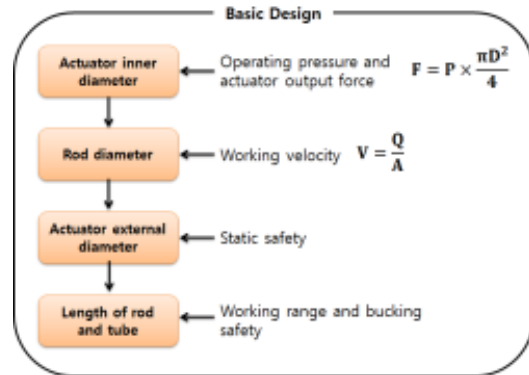 Basic Design
Actuator inner
diameter
Operating pressure and
actuator output force
F = P × πD²/4
Rod diameter
Working velocity
V = Q/A
Actuator external
diameter
Static safety
Length of rod
and tube
Working range and bucking
safety